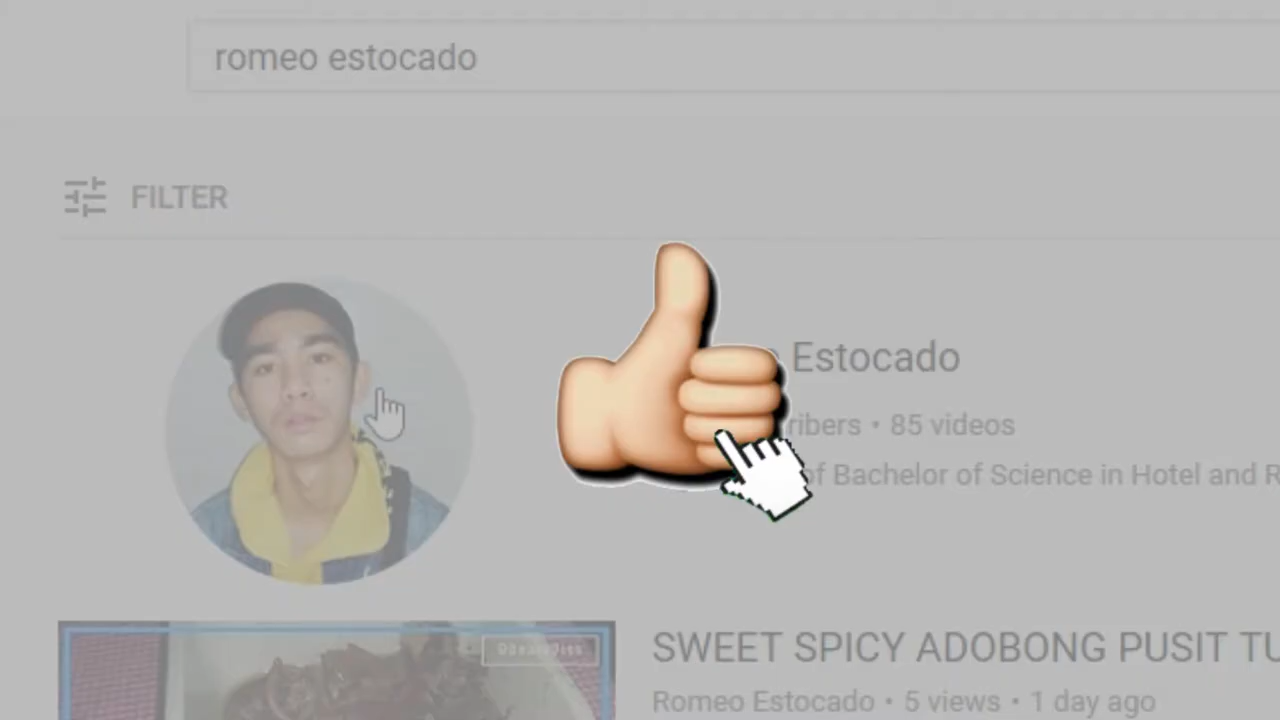 romeo estocado
FILTER
Estocado
ribers • 85 videos
of Bachelor of Science in Hotel and R
SWEET SPICY ADOBONG PUSIT TU
Romeo Estocado • 5 views • 1 day ago